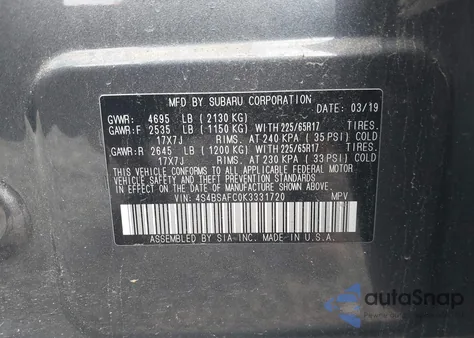 MFD BY SUBARU CORPORATION
GVWR: 4695 LB (2130 KG) DATE: 03/19
GAWR:F 2535 LB (1150 KG) WITH 225/65R17 TIRES.
17X7J RIMS. AT 240 KPA (35 PSI) COLD
GAWR:R 2645 LB (1200 KG) WITH 225/65R17 TIRES.
17X7J RIMS. AT 230 KPA (33 PSI) COLD
THIS VEHICLE CONFORMS TO ALL APPLICABLE FEDERAL
MOTOR VEHICLE SAFETY, BUMPER, AND THEFT PREVENTION
STANDARDS IN EFFECT ON THE DATE OF MANUFACTURE
SHOWN ABOVE.
VIN: 4S4BSAFC0K3331720 MPV
ASSEMBLED BY SIA INC. MADE IN U.S.A.
autoSnap